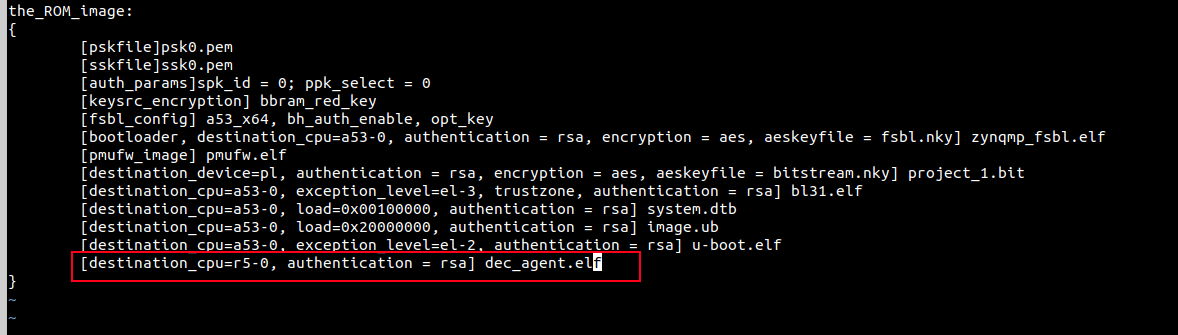 the_ROM_image:
{
[pskfile]psk0.pem
[sskfile]ssk0.pem
[auth_params]spk_id = 0; ppk_select = 0
[keysrc_encryption] bbram_red_key
[fsbl_config] a53_x64, bh_auth_enable, opt_key
[bootloader, destination_cpu=a53-0, authentication = rsa, encryption = aes, aeskeyfile = fsbl.nky] zynqmp_fsbl.elf
[pmufw_image] pmufw.elf
[destination_device=pl, authentication = rsa, encryption = aes, aeskeyfile = bitstream.nky] project_1.bit
[destination_cpu=a53-0, exception_level=el-3, trustzone, authentication = rsa] bl31.elf
[destination_cpu=a53-0, load=0x00100000, authentication = rsa] system.dtb
[destination_cpu=a53-0, load=0x20000000, authentication = rsa] image.ub
[destination_cpu=a53-0, exception_level=el-2, authentication = rsa] u-boot.elf
[destination_cpu=r5-0, authentication = rsa] dec_agent.elf
}
~
~